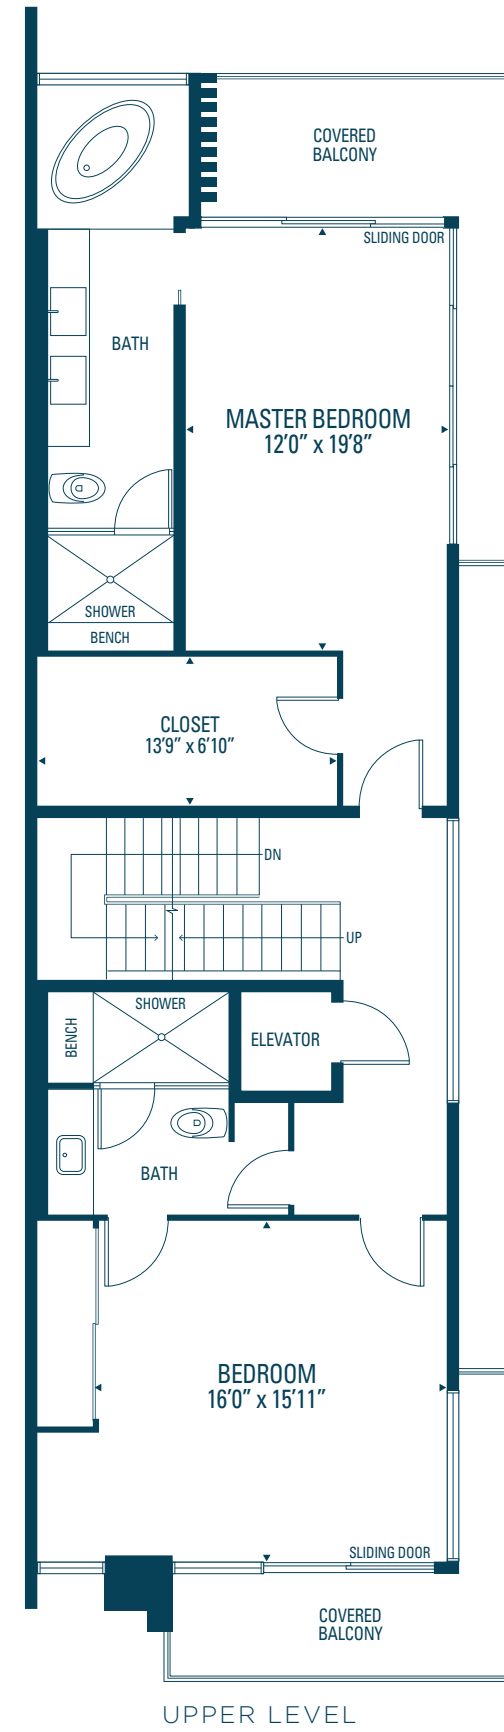 COVERED
BALCONY
SLIDING DOOR
BATH
MASTER BEDROOM
12'0" x 19'8"
SHOWER
BENCH
CLOSET
13'9" x 6'10"
DN
UP
SHOWER
BENCH
ELEVATOR
BATH
BEDROOM
16'0" x 15'11"
SLIDING DOOR
COVERED
BALCONY
UPPER LEVEL